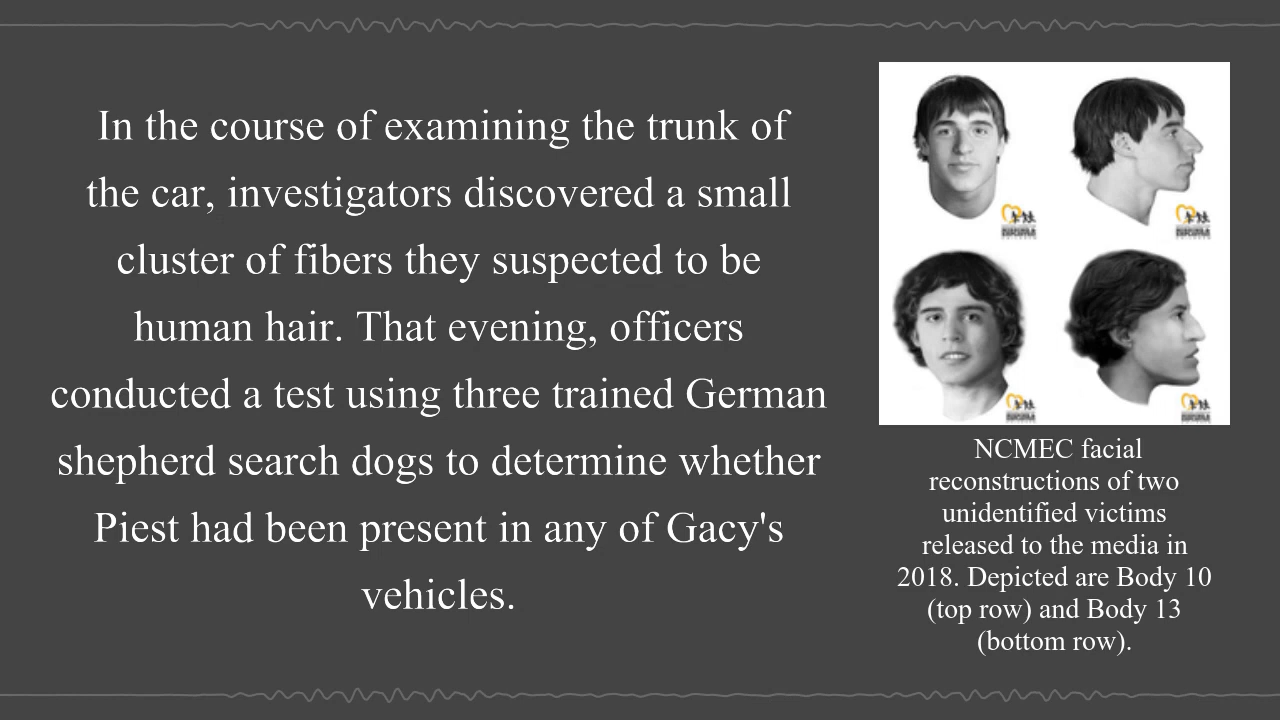 In the course of examining the trunk of
the car, investigators discovered a small
cluster of fibers they suspected to be
human hair. That evening, officers
conducted a test using three trained German
shepherd search dogs to determine whether
Piest had been present in any of Gacy's
vehicles.
NCMEC facial
reconstructions of two
unidentified victims
released to the media in
2018. Depicted are Body 10
(top row) and Body 13
(bottom row).